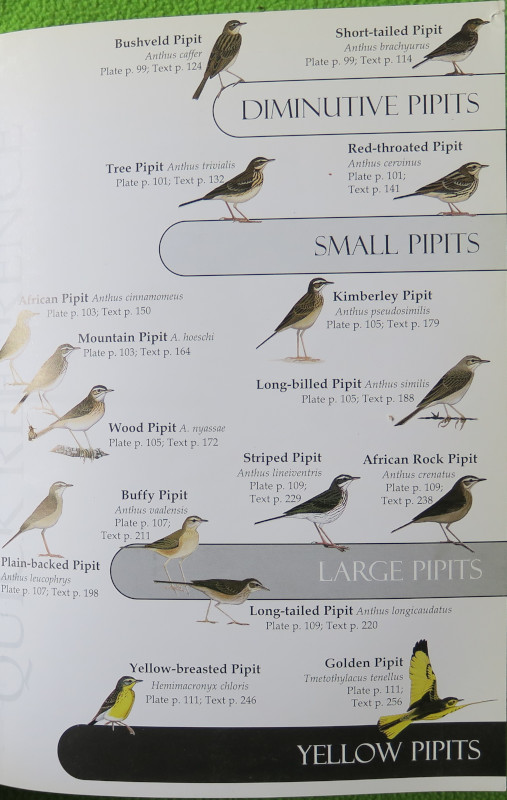 Bushveld Pipit
Anthus caffer
Plate p. 99; Text p. 124
Short-tailed Pipit
Anthus brachyurus
Plate p. 99; Text p. 114
DIMINUTIVE PIPITS
Tree Pipit Anthus trivialis
Plate p. 101; Text p. 132
Red-throated Pipit
Anthus cervinus
Plate p. 101;
Text p. 141
SMALL PIPITS
African Pipit Anthus cinnamomeus
Plate p. 103; Text p. 150
Kimberley Pipit
Anthus pseudosimilis
Plate p. 105; Text p. 179
Mountain Pipit A. hoeschi
Plate p. 103; Text p. 164
Long-billed Pipit Anthus similis
Plate p. 105; Text p. 188
Wood Pipit A. nyassae
Plate p. 105; Text p. 172
Striped Pipit
Anthus lineiventris
Plate p. 109;
Text p. 229
African Rock Pipit
Anthus crenatus
Plate p. 109;
Text p. 238
Buffy Pipit
Anthus vaalensis
Plate p. 107;
Text p. 211
Plain-backed Pipit
Anthus leucophrys
Plate p. 107; Text p. 198
LARGE PIPITS
Long-tailed Pipit Anthus longicaudatus
Plate p. 109; Text p. 220
Yellow-breasted Pipit
Hemimacronyx chloris
Plate p. 111; Text p. 246
Golden Pipit
Tmetothylacus tenellus
Plate p. 111;
Text p. 256
YELLOW PIPITS